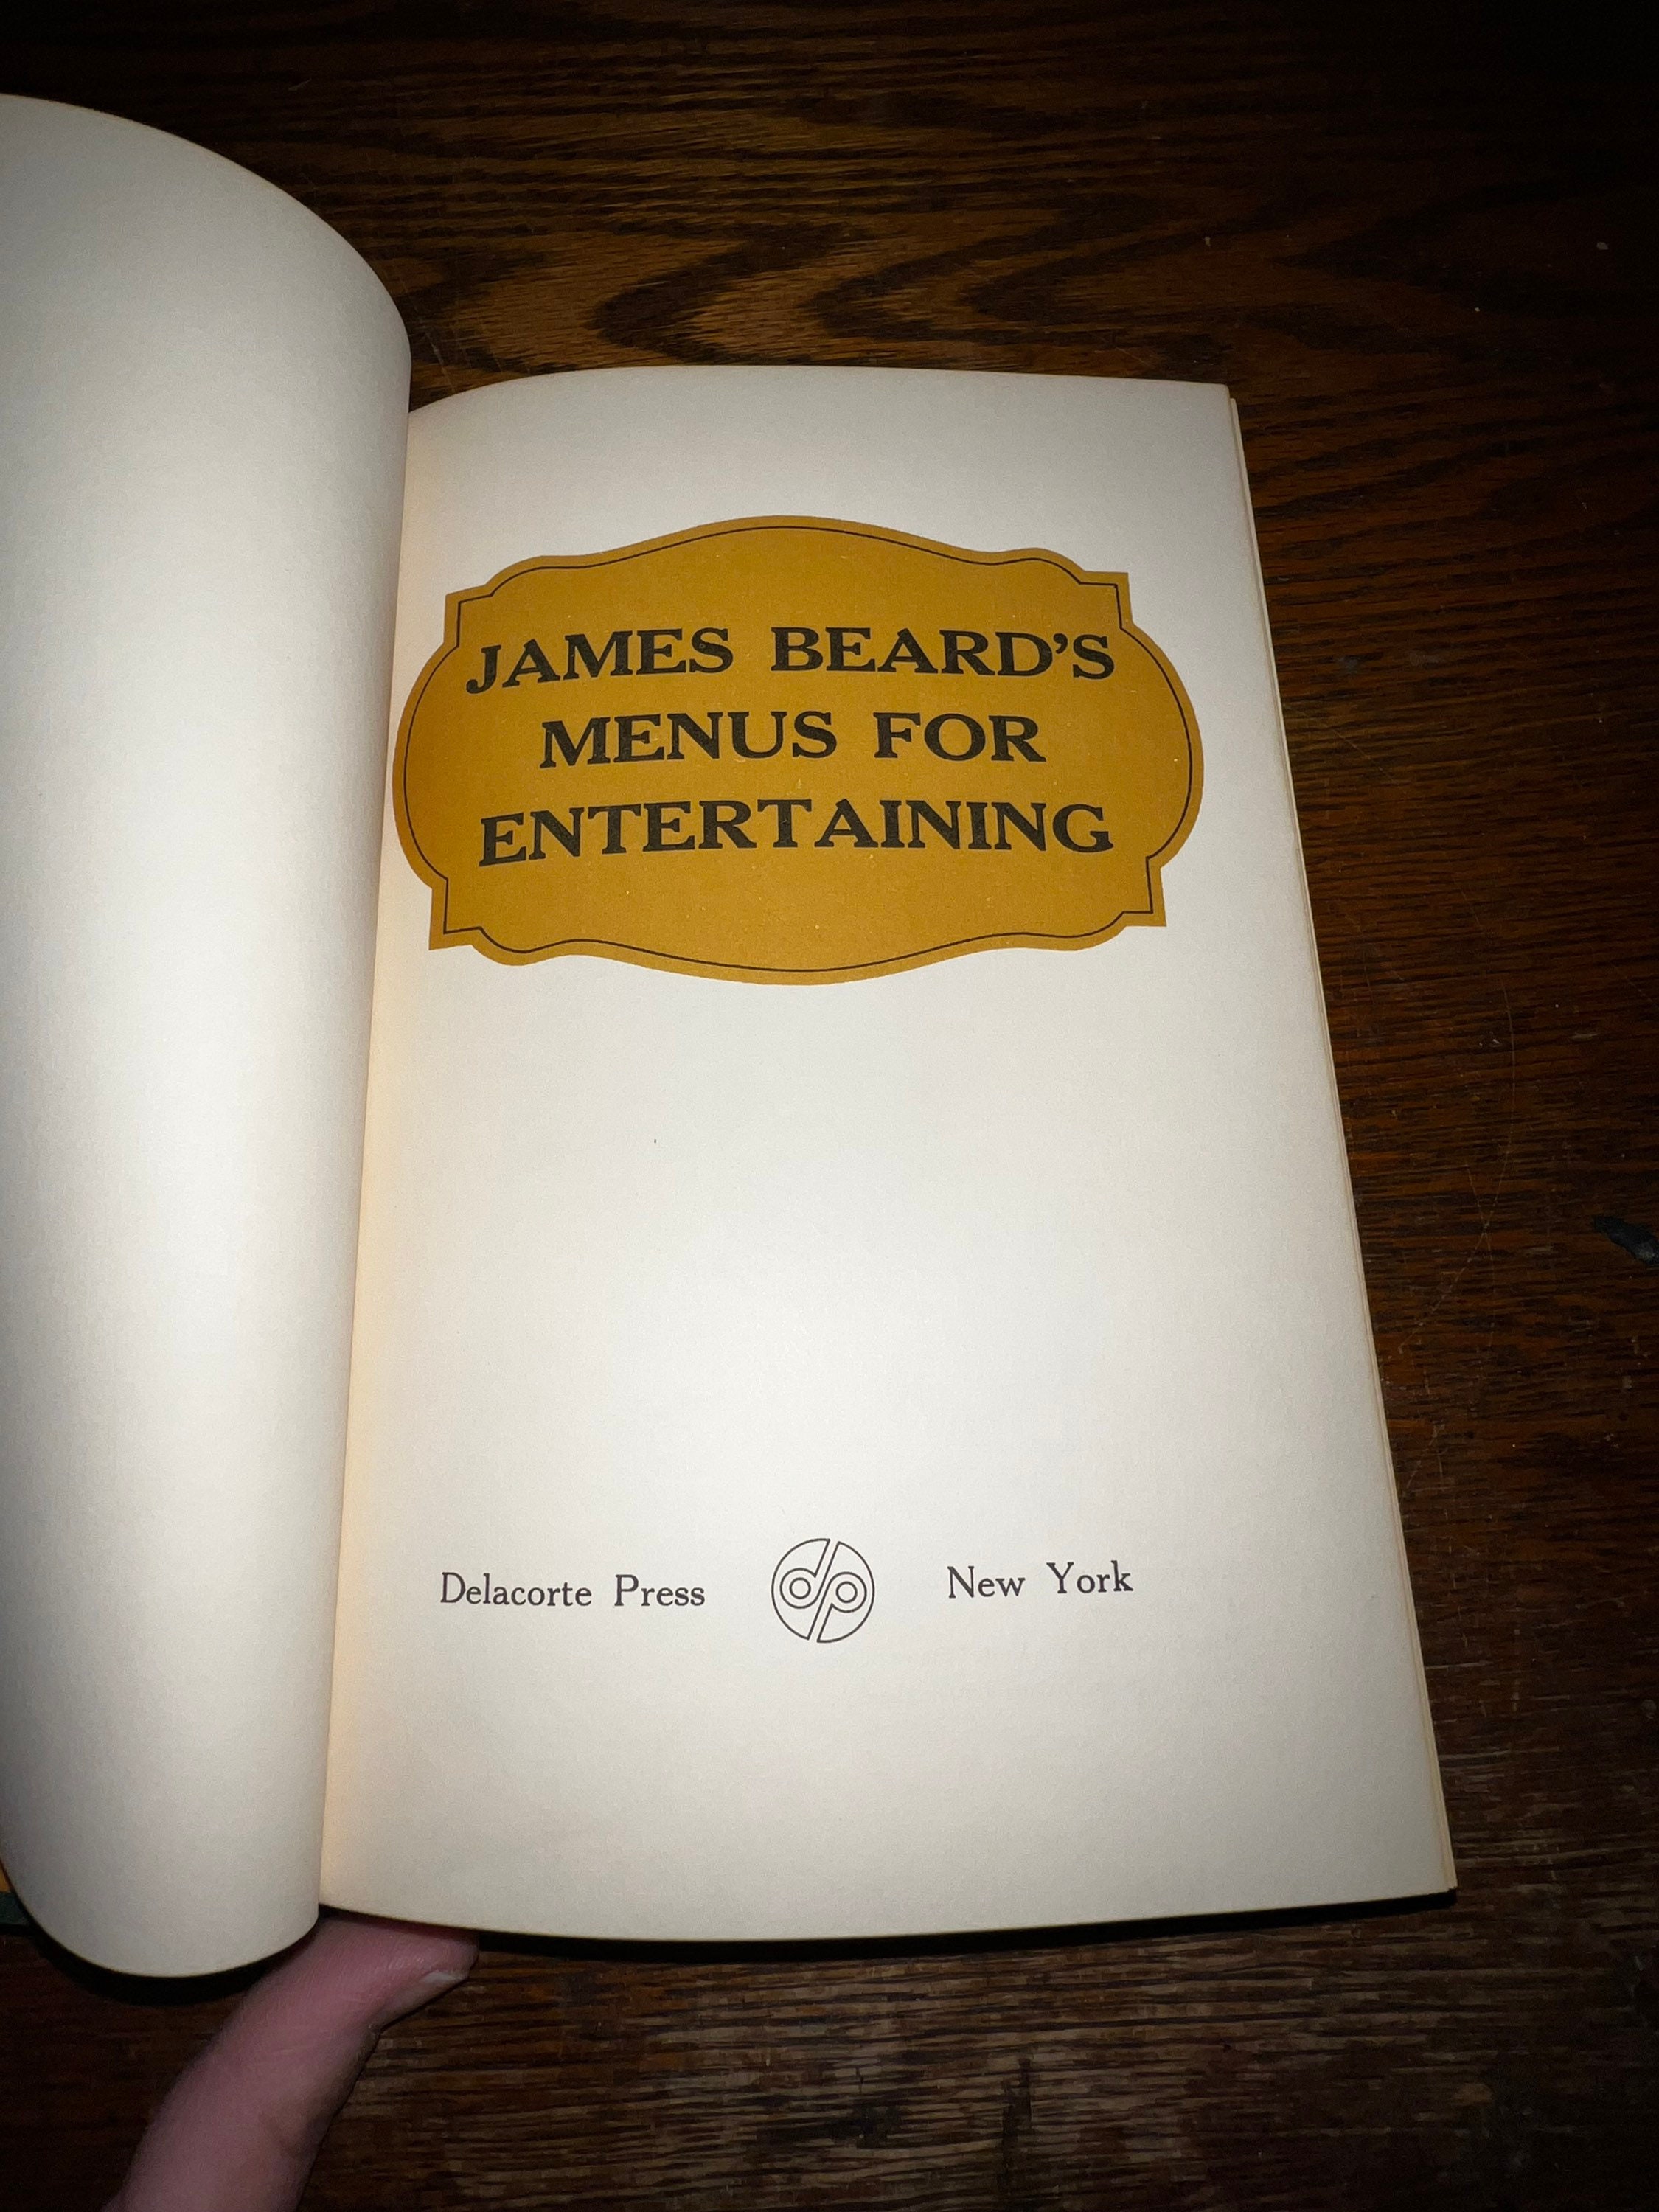 JAMES BEARD'S
MENUS FOR
ENTERTAINING
Delacorte Press dp New York